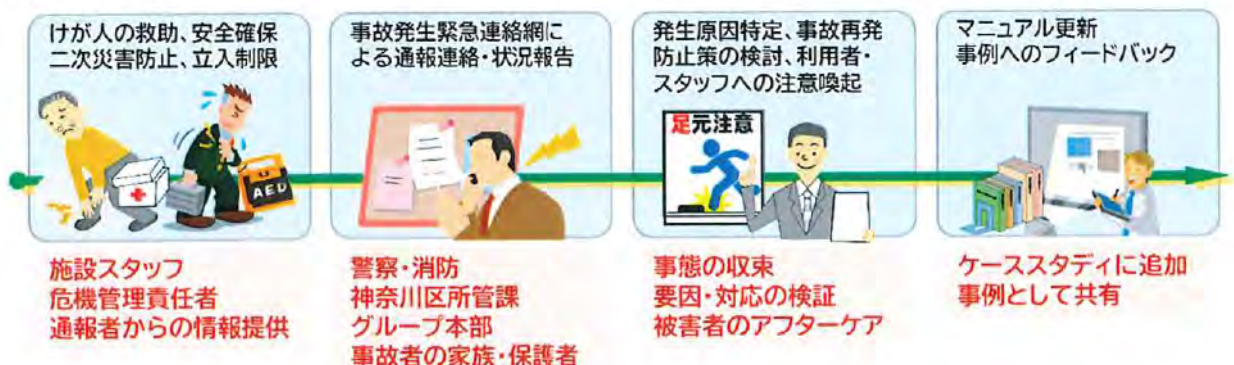 けが人の救助、安全確保
二次災害防止、立入制限
AED
施設スタッフ
危機管理責任者
通報者からの情報提供
事故発生緊急連絡網に
よる通報連絡・状況報告
警察・消防
神奈川区所管課
グループ本部
事故者の家族・保護者
発生原因特定、事故再発
防止策の検討、利用者・
スタッフへの注意喚起
足元注意
事態の収束
要因・対応の検証
被害者のアフターケア
マニュアル更新
事例へのフィードバック
ケーススタディに追加
事例として共有